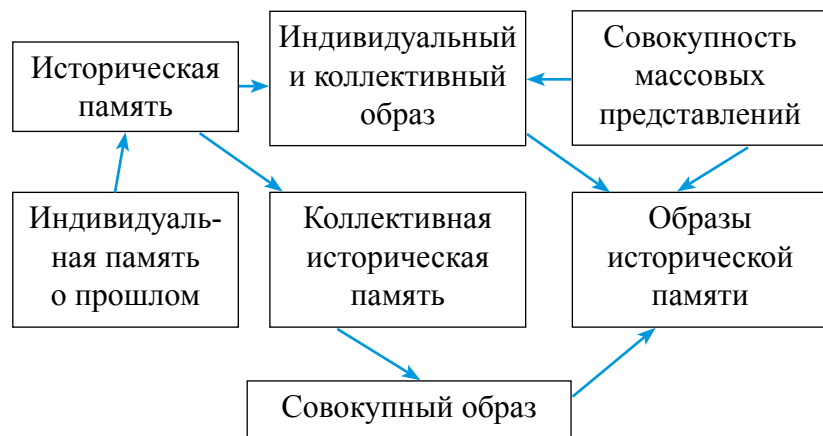 Историческая
память
Индивидуальный
и коллективный
образ
Совокупность
массовых
представлений
Индивидуаль-
ная память
о прошлом
Коллективная
историческая
память
Образы
исторической
памяти
Совокупный образ